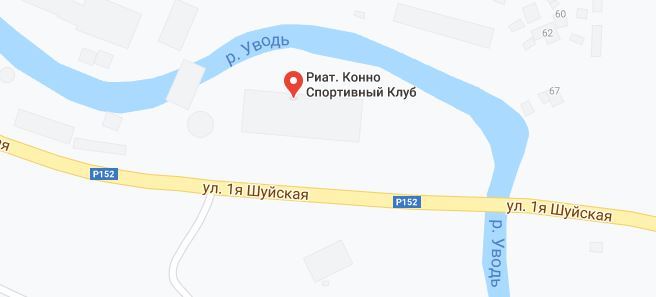 60
62
р. Уводь
Риат. Конно
Спортивный Клуб
67
Р152
ул. 1я Шуйская
Р152
ул. 1я Шуйская
р. Уводь